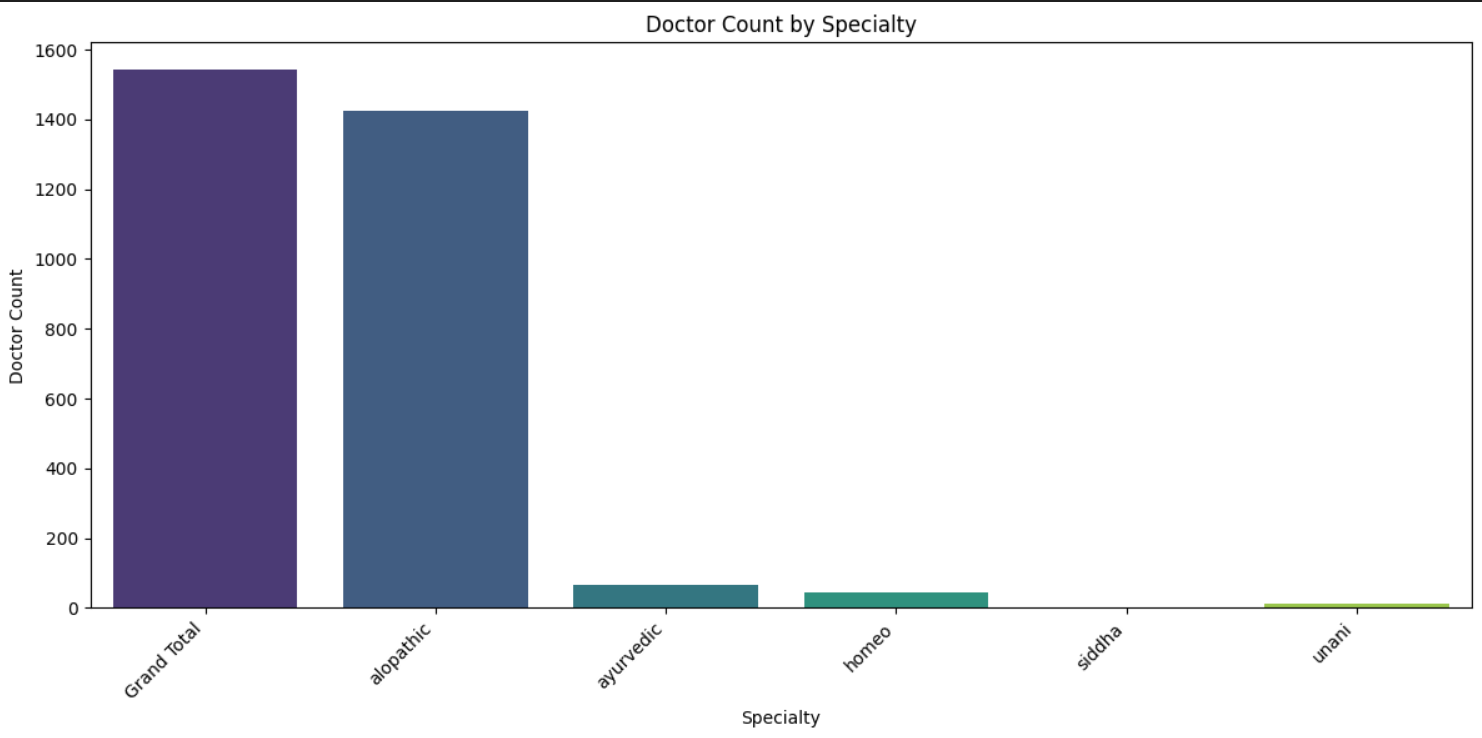 Doctor Count by Specialty
1600
1400
1200
1000
800
600
400
200
0
Doctor Count
Grand Total
alopathic
ayurvedic
homeo
siddha
unani
Specialty